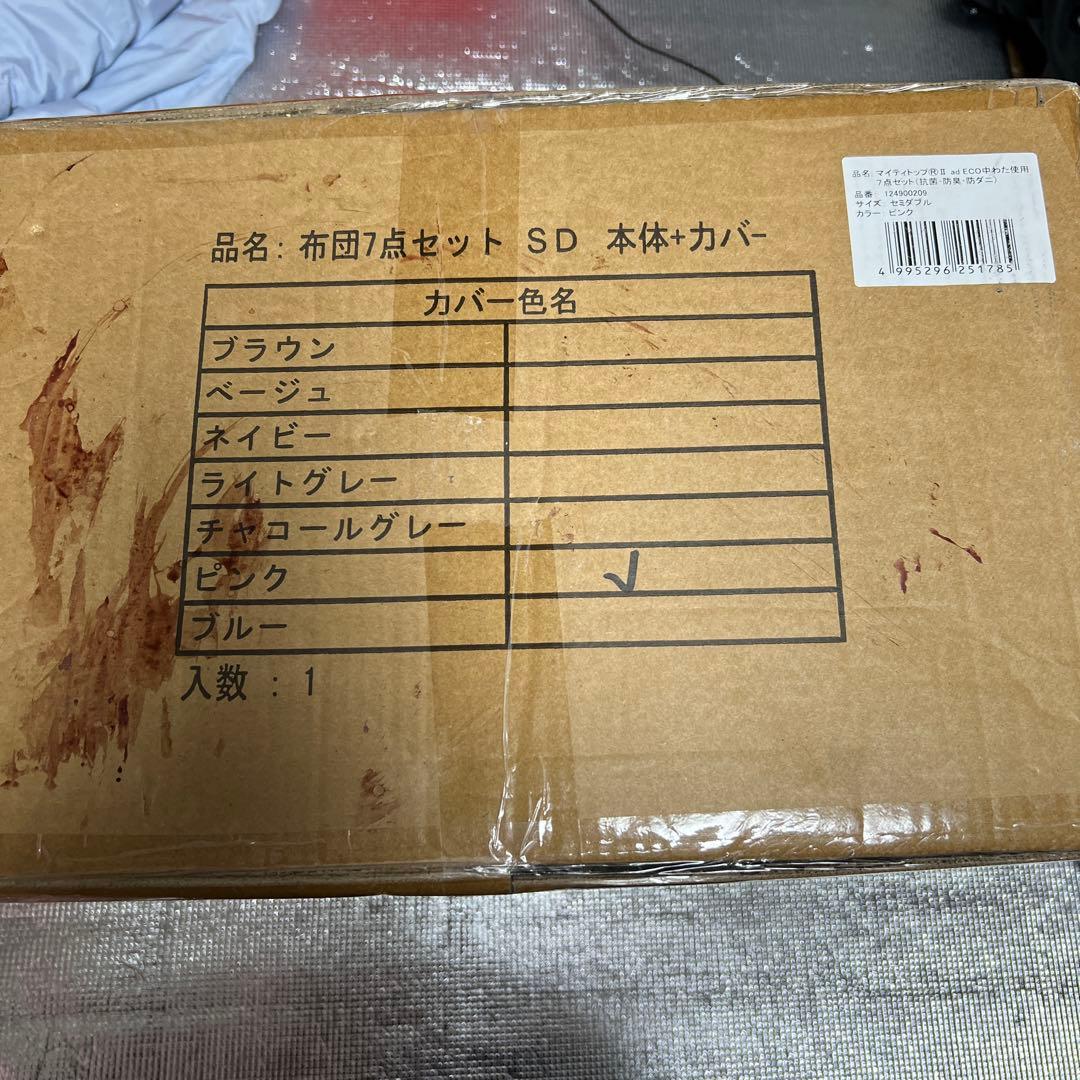 品名: マイティトップⓇⅡ ad ECO中わた使用
7点セット(抗菌・防臭・防ダニ)
品番: 124900209
サイズ: セミダブル
カラー: ピンク
4 995296 251785
品名: 布団7点セット SD 本体+カバー
カバー色名
ブラウン
ベージュ
ネイビー
ライトグレー
チャコールグレー
ピンク ✓
ブルー
入数 : 1